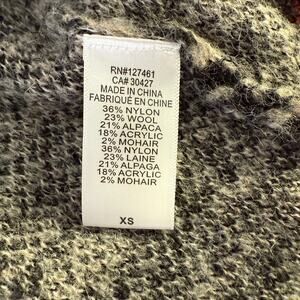 RN#127461
CA# 30427
MADE IN CHINA
FABRIQUÉ EN CHINE
36% NYLON
23% WOOL
21% ALPACA
18% ACRYLIC
2% MOHAIR
36% NYLON
23% LAINE
21% ALPAGA
18% ACRYLIC
2% MOHAIR
XS